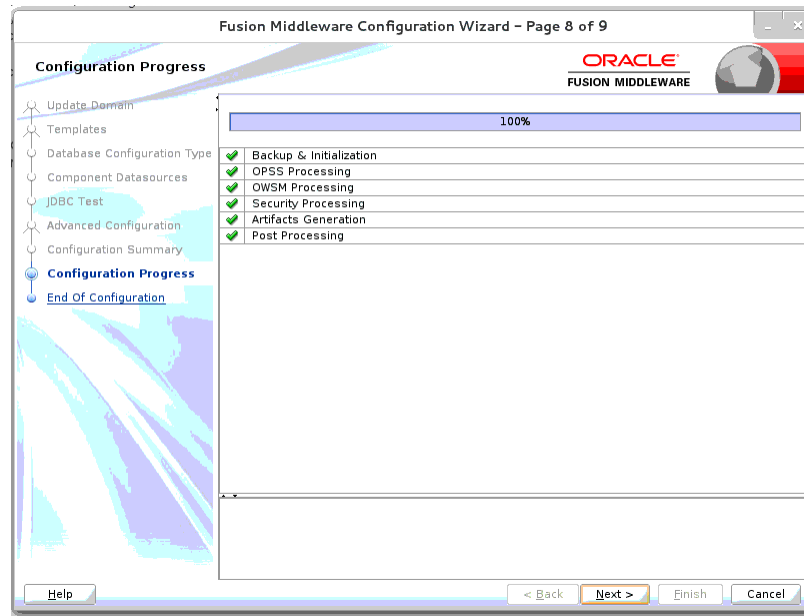 Fusion Middleware Configuration Wizard - Page 8 of 9
Configuration Progress
ORACLE
FUSION MIDDLEWARE
Update Domain
Templates
Database Configuration Type
Component Datasources
JDBC Test
Advanced Configuration
Configuration Summary
Configuration Progress
End Of Configuration
100%
Backup & Initialization
OPSS Processing
OWSM Processing
Security Processing
Artifacts Generation
Post Processing
Help
< Back
Next >
Finish
Cancel